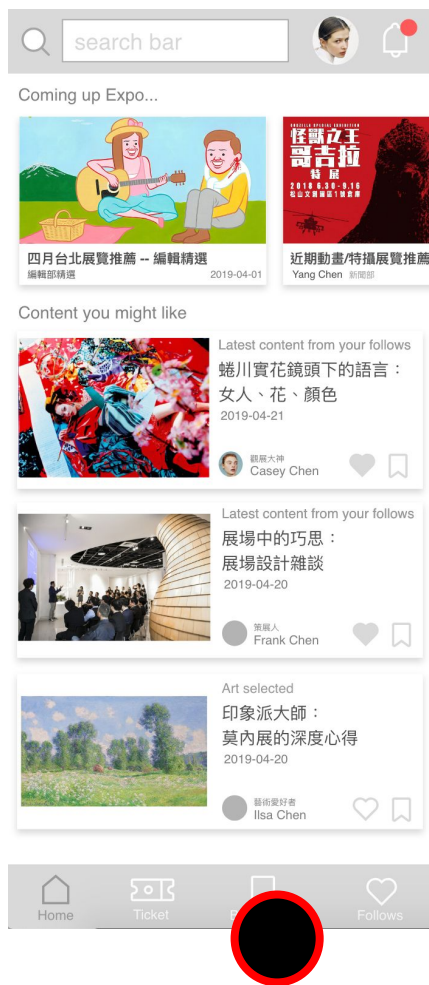 search bar
Coming up Expo...
怪獸之王
哥吉拉
特展
2018 6.30-9.16
四月台北展覽推薦 -- 編輯精選
編輯部精選 2019-04-01
近期動畫/特攝展覽推薦
Yang Chen 新聞部
Content you might like
Latest content from your follows
蜷川實花鏡頭下的語言：
女人、花、顏色
2019-04-21
觀展大神
Casey Chen
Latest content from your follows
展場中的巧思：
展場設計雜談
2019-04-20
策展人
Frank Chen
Art selected
印象派大師：
莫內展的深度心得
2019-04-20
藝術愛好者
Ilsa Chen
Home
Ticket
Follows